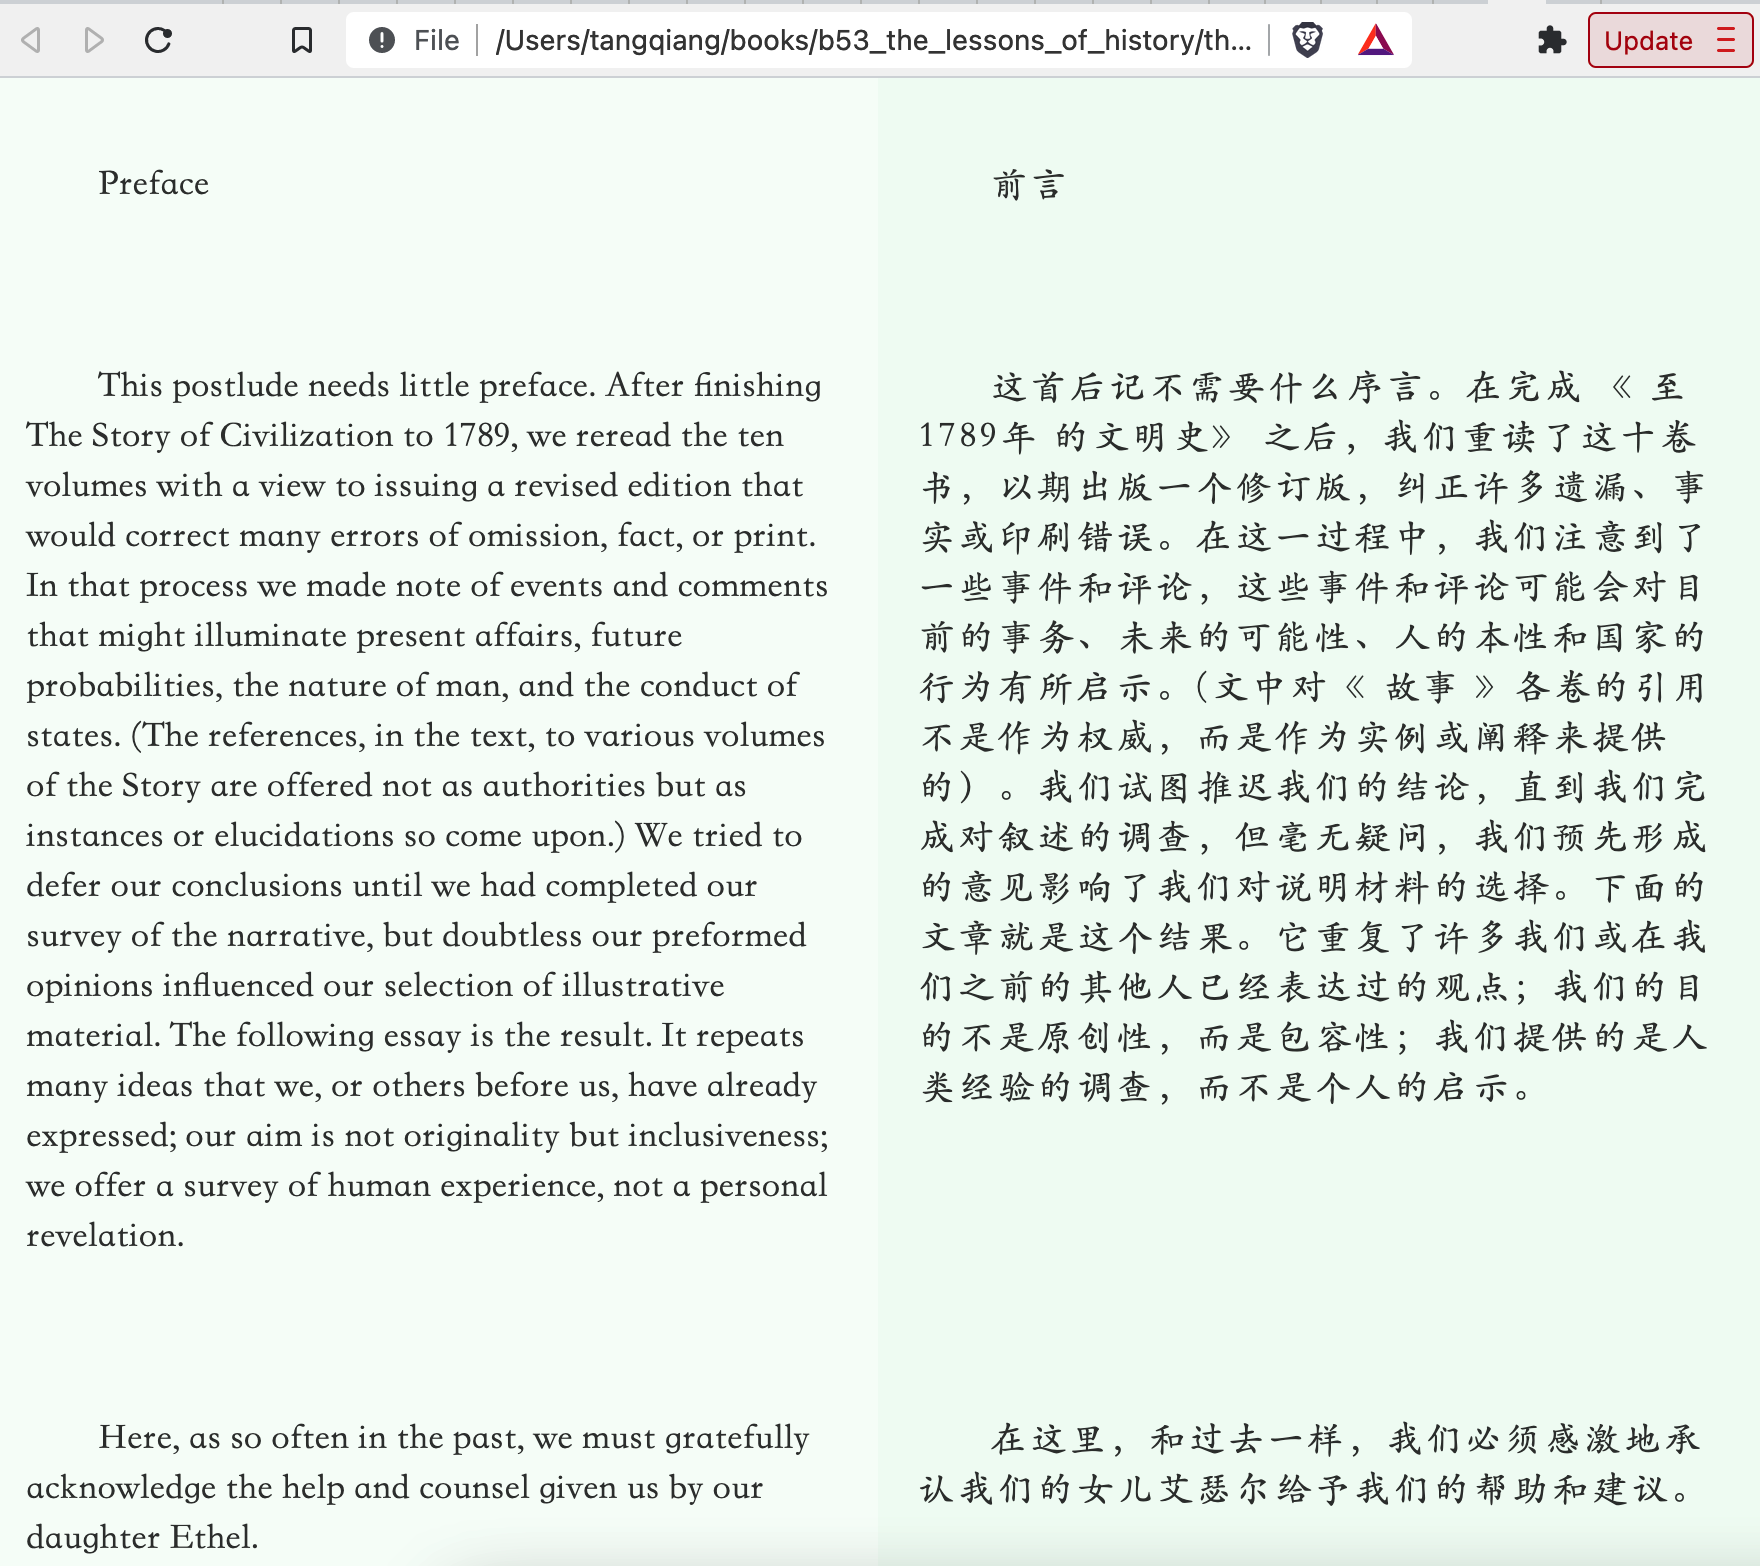 File
/Users/tangqiang/books/b53_the_lessons_of_history/th...
Update
Preface
This postlude needs little preface. After finishing
The Story of Civilization to 1789, we reread the ten
volumes with a view to issuing a revised edition that
would correct many errors of omission, fact, or print.
In that process we made note of events and comments
that might illuminate present affairs, future
probabilities, the nature of man, and the conduct of
states. (The references, in the text, to various volumes
of the Story are offered not as authorities but as
instances or elucidations so come upon.) We tried to
defer our conclusions until we had completed our
survey of the narrative, but doubtless our preformed
opinions influenced our selection of illustrative
material. The following essay is the result. It repeats
many ideas that we, or others before us, have already
expressed; our aim is not originality but inclusiveness;
we offer a survey of human experience, not a personal
revelation.
Here, as so often in the past, we must gratefully
acknowledge the help and counsel given us by our
daughter Ethel.
前言
这首后记不需要什么序言。在完成 《 至
1789年 的文明史》 之后，我们重读了这十卷
书，以期出版一个修订版，纠正许多遗漏、事
实或印刷错误。在这一过程中，我们注意到了
一些事件和评论，这些事件和评论可能会对目
前的事务、未来的可能性、人的本性和国家的
行为有所启示。（文中对《 故事 》各卷的引用
不是作为权威，而是作为实例或阐释来提供
的）。我们试图推迟我们的结论，直到我们完
成对叙述的调查，但毫无疑问，我们预先形成
的意见影响了我们对说明材料的选择。下面的
文章就是这个结果。它重复了许多我们或在我
们之前的其他人已经表达过的观点；我们的目
的不是原创性，而是包容性；我们提供的是人
类经验的调查，而不是个人的启示。
在这里，和过去一样，我们必须感激地承
认我们的女儿艾瑟尔给予我们的帮助和建议。